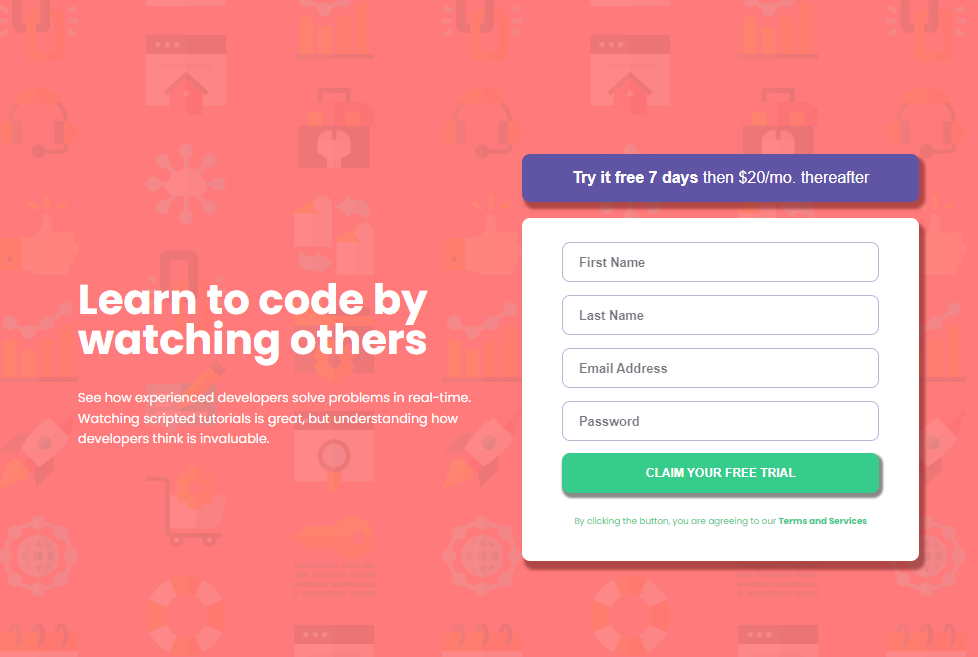 Learn to code by
watching others
See how experienced developers solve problems in real-time.
Watching scripted tutorials is great, but understanding how
developers think is invaluable.
Try it free 7 days then $20/mo. thereafter
First Name
Last Name
Email Address
Password
CLAIM YOUR FREE TRIAL
By clicking the button, you are agreeing to our Terms and Services